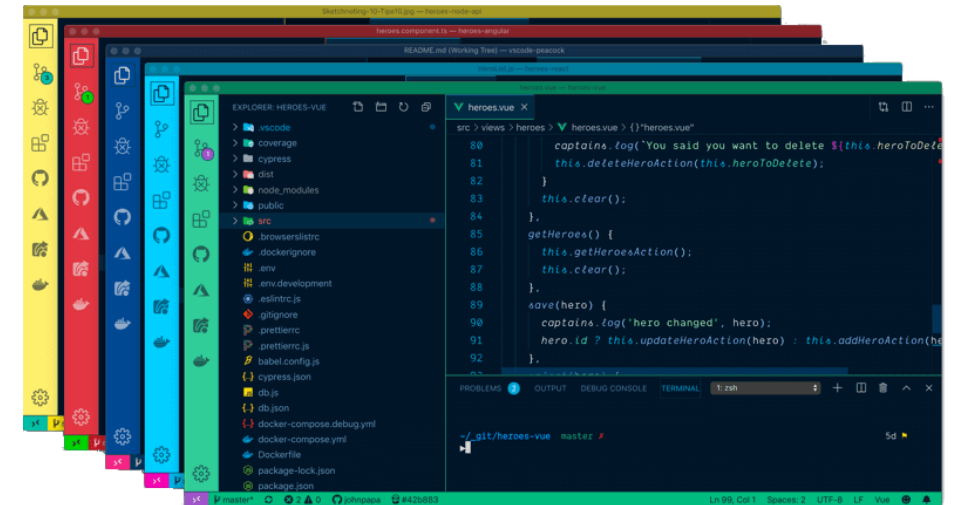 Sketchnoting-10-Tips10.jpg — heroes-node-api
heroes.component.ts — heroes-angular
README.md (Working Tree) — vscode-peacock
heroes.vue — heroes-vue
3
1
1
EXPLORER: HEROES-VUE
.vscode
coverage
cypress
dist
node_modules
public
src
.browserslistrc
.dockerignore
.env
.env.development
.eslintrc.js
.gitignore
.prettierrc
.prettierrc.js
babel.config.js
cypress.json
db.js
db.json
docker-compose.debug.yml
docker-compose.yml
Dockerfile
package-lock.json
package.json
heroes.vue ×
src > views > heroes > heroes.vue > {} "heroes.vue"
80 captains.log(`You said you want to delete ${this.heroToDele
81 this.deleteHeroAction(this.heroToDelete);
82 }
83 this.clear();
84 },
85 getHeroes() {
86 this.getHeroesAction();
87 this.clear();
88 },
89 save(hero) {
90 captains.log('hero changed', hero);
91 hero.id ? this.updateHeroAction(hero) : this.addHeroAction(he
92 },
PROBLEMS 2 OUTPUT DEBUG CONSOLE TERMINAL 1: zsh
~/_git/heroes-vue master ✗ 5d
master* 2 0 johnpapa #42b883 Ln 99, Col 1 Spaces: 2 UTF-8 LF Vue